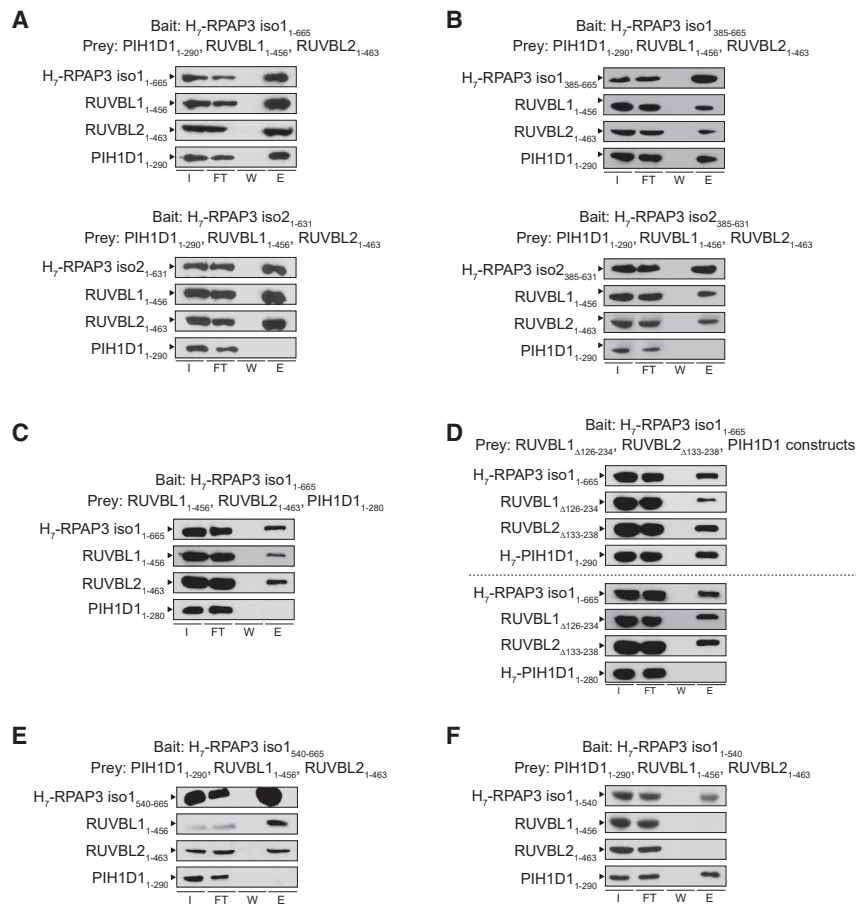 A
Bait: H₇-RPAP3 iso1₁₋₆₆₅
Prey: PIH1D1₁₋₂₉₀, RUVBL1₁₋₄₅₆, RUVBL2₁₋₄₆₃
H₇-RPAP3 iso1₁₋₆₆₅
RUVBL1₁₋₄₅₆
RUVBL2₁₋₄₆₃
PIH1D1₁₋₂₉₀
I FT W E
Bait: H₇-RPAP3 iso2₁₋₆₃₁
Prey: PIH1D1₁₋₂₉₀, RUVBL1₁₋₄₅₆, RUVBL2₁₋₄₆₃
H₇-RPAP3 iso2₁₋₆₃₁
RUVBL1₁₋₄₅₆
RUVBL2₁₋₄₆₃
PIH1D1₁₋₂₉₀
I FT W E
B
Bait: H₇-RPAP3 iso1₃₈₅₋₆₆₅
Prey: PIH1D1₁₋₂₉₀, RUVBL1₁₋₄₅₆, RUVBL2₁₋₄₆₃
H₇-RPAP3 iso1₃₈₅₋₆₆₅
RUVBL1₁₋₄₅₆
RUVBL2₁₋₄₆₃
PIH1D1₁₋₂₉₀
I FT W E
Bait: H₇-RPAP3 iso2₃₈₅₋₆₃₁
Prey: PIH1D1₁₋₂₉₀, RUVBL1₁₋₄₅₆, RUVBL2₁₋₄₆₃
H₇-RPAP3 iso2₃₈₅₋₆₃₁
RUVBL1₁₋₄₅₆
RUVBL2₁₋₄₆₃
PIH1D1₁₋₂₉₀
I FT W E
C
Bait: H₇-RPAP3 iso1₁₋₆₆₅
Prey: RUVBL1₁₋₄₅₆, RUVBL2₁₋₄₆₃, PIH1D1₁₋₂₈₀
H₇-RPAP3 iso1₁₋₆₆₅
RUVBL1₁₋₄₅₆
RUVBL2₁₋₄₆₃
PIH1D1₁₋₂₈₀
I FT W E
D
Bait: H₇-RPAP3 iso1₁₋₆₆₅
Prey: RUVBL1Δ₁₂₆₋₂₃₄, RUVBL2Δ₁₃₃₋₂₃₈, PIH1D1 constructs
H₇-RPAP3 iso1₁₋₆₆₅
RUVBL1Δ₁₂₆₋₂₃₄
RUVBL2Δ₁₃₃₋₂₃₈
H₇-PIH1D1₁₋₂₉₀
H₇-RPAP3 iso1₁₋₆₆₅
RUVBL1Δ₁₂₆₋₂₃₄
RUVBL2Δ₁₃₃₋₂₃₈
H₇-PIH1D1₁₋₂₈₀
I FT W E
E
Bait: H₇-RPAP3 iso1₅₄₀₋₆₆₅
Prey: PIH1D1₁₋₂₉₀, RUVBL1₁₋₄₅₆, RUVBL2₁₋₄₆₃
H₇-RPAP3 iso1₅₄₀₋₆₆₅
RUVBL1₁₋₄₅₆
RUVBL2₁₋₄₆₃
PIH1D1₁₋₂₉₀
I FT W E
F
Bait: H₇-RPAP3 iso1₁₋₅₄₀
Prey: PIH1D1₁₋₂₉₀, RUVBL1₁₋₄₅₆, RUVBL2₁₋₄₆₃
H₇-RPAP3 iso1₁₋₅₄₀
RUVBL1₁₋₄₅₆
RUVBL2₁₋₄₆₃
PIH1D1₁₋₂₉₀
I FT W E